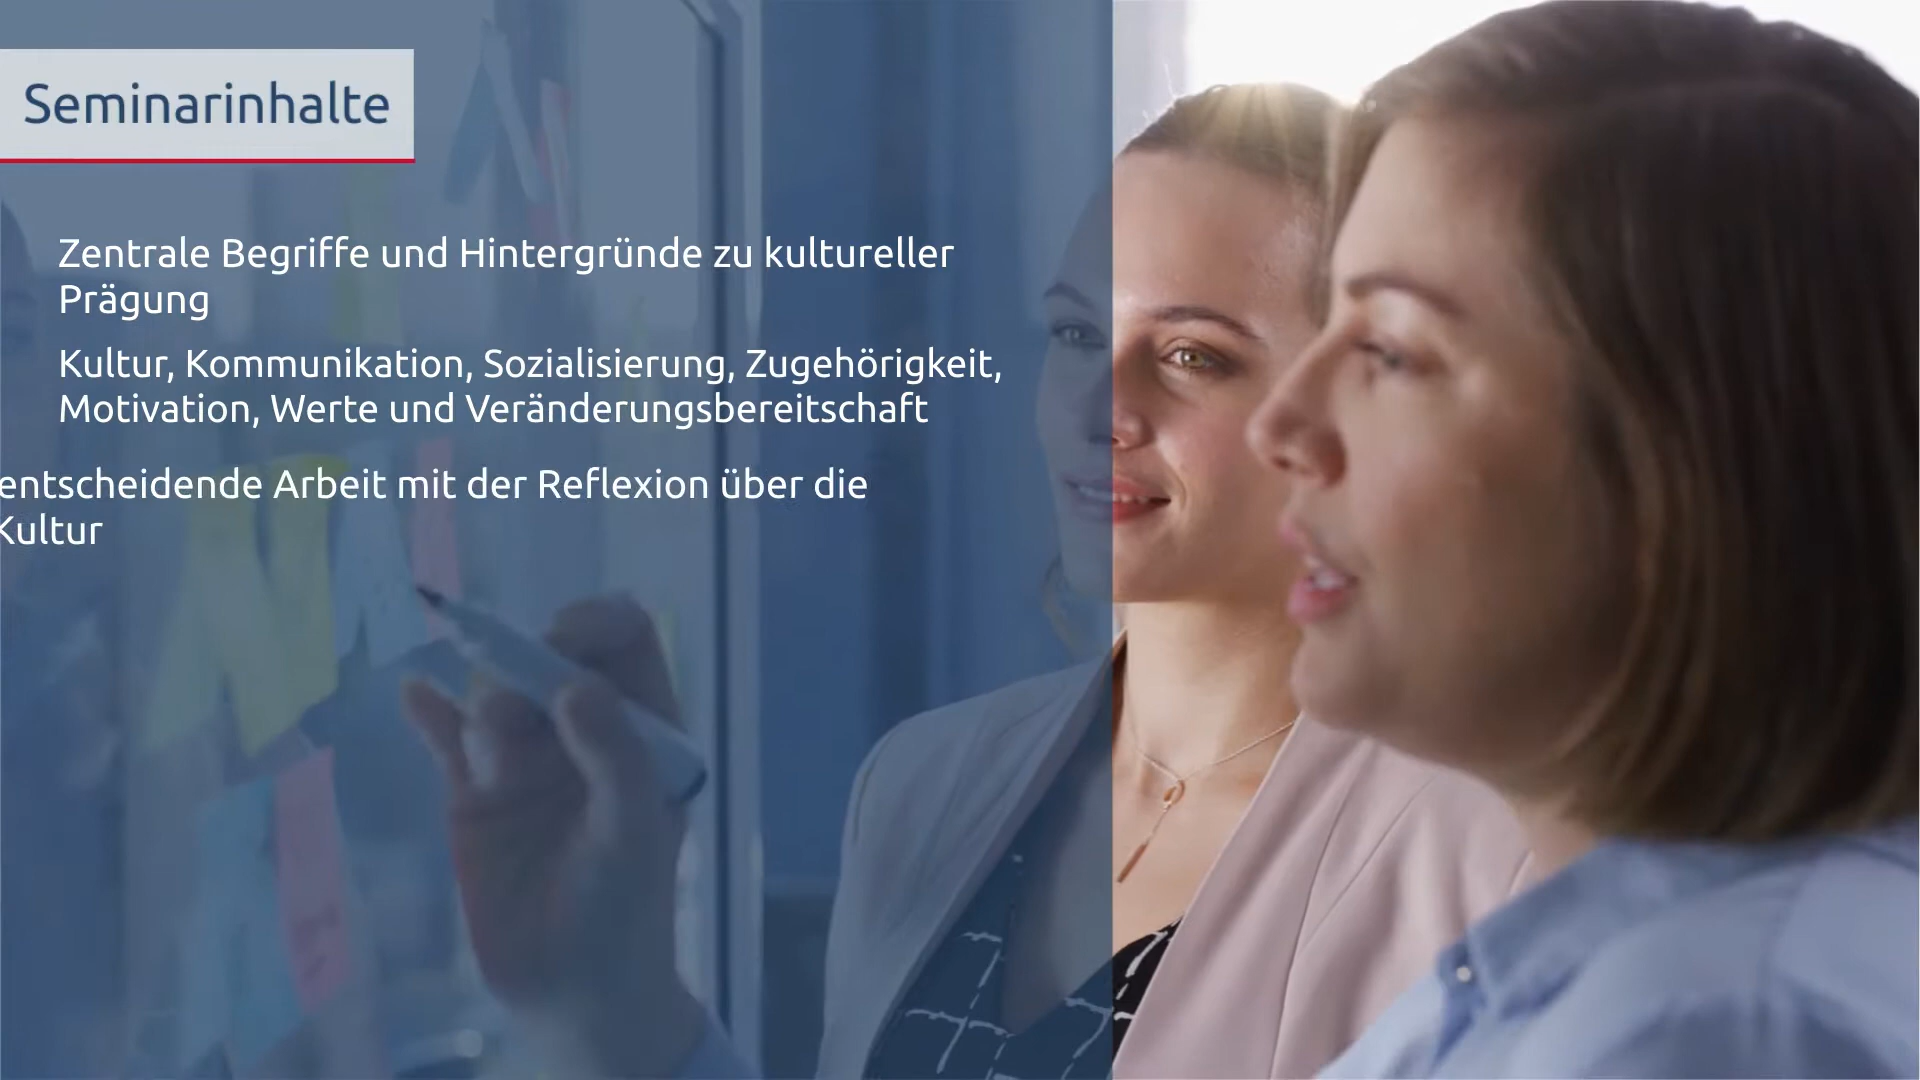 Seminarinhalte
Zentrale Begriffe und Hintergründe zu kultureller
Prägung
Kultur, Kommunikation, Sozialisierung, Zugehörigkeit,
Motivation, Werte und Veränderungsbereitschaft
entscheidende Arbeit mit der Reflexion über die
Kultur